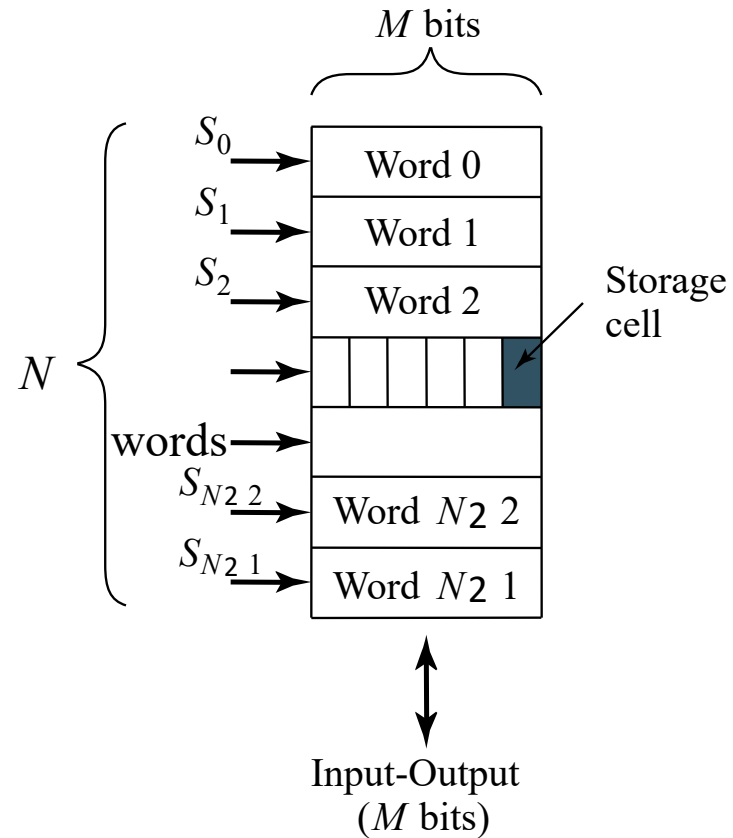 M bits
S0
Word 0
S1
Word 1
S2
Word 2
Storage
cell
N
words
SN2 2
Word N2 2
SN2 1
Word N2 1
Input-Output
(M bits)